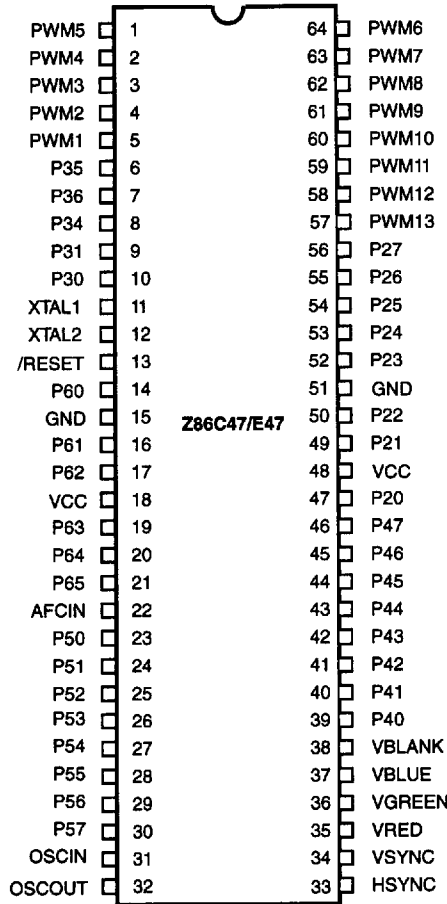 PWM5 1 64 PWM6
PWM4 2 63 PWM7
PWM3 3 62 PWM8
PWM2 4 61 PWM9
PWM1 5 60 PWM10
P35 6 59 PWM11
P36 7 58 PWM12
P34 8 57 PWM13
P31 9 56 P27
P30 10 55 P26
XTAL1 11 54 P25
XTAL2 12 53 P24
/RESET 13 52 P23
P60 14 51 GND
GND 15 Z86C47/E47 50 P22
P61 16 49 P21
P62 17 48 VCC
VCC 18 47 P20
P63 19 46 P47
P64 20 45 P46
P65 21 44 P45
AFCIN 22 43 P44
P50 23 42 P43
P51 24 41 P42
P52 25 40 P41
P53 26 39 P40
P54 27 38 VBLANK
P55 28 37 VBLUE
P56 29 36 VGREEN
P57 30 35 VRED
OSCIN 31 34 VSYNC
OSCOUT 32 33 HSYNC